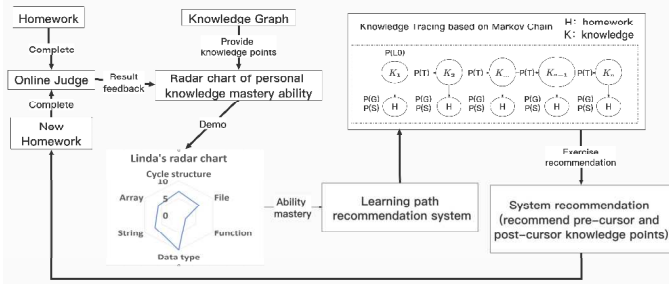 Homework
Knowledge Graph
Knowledge Tracing based on Markov Chain
H: homework
K: knowledge
Complete
Provide
knowledge points
P(L0)
Online Judge
Result
feedback
Radar chart of personal
knowledge mastery ability
K₁ P(T) K₂ P(T) K... P(T) P(T)
Complete
P(G) P(G) P(G) P(G) P(G)
P(S) H P(S) H P(S) H P(S) H P(S) H
New
Homework
Demo
Linda's radar chart
Cycle structure
10
Array
5
File
0
String
Function
Data type
Ability
mastery
Learning path
recommendation system
Exercise
recommendation
System recommendation
(recommend pre-cursor and
post-cursor knowledge points)